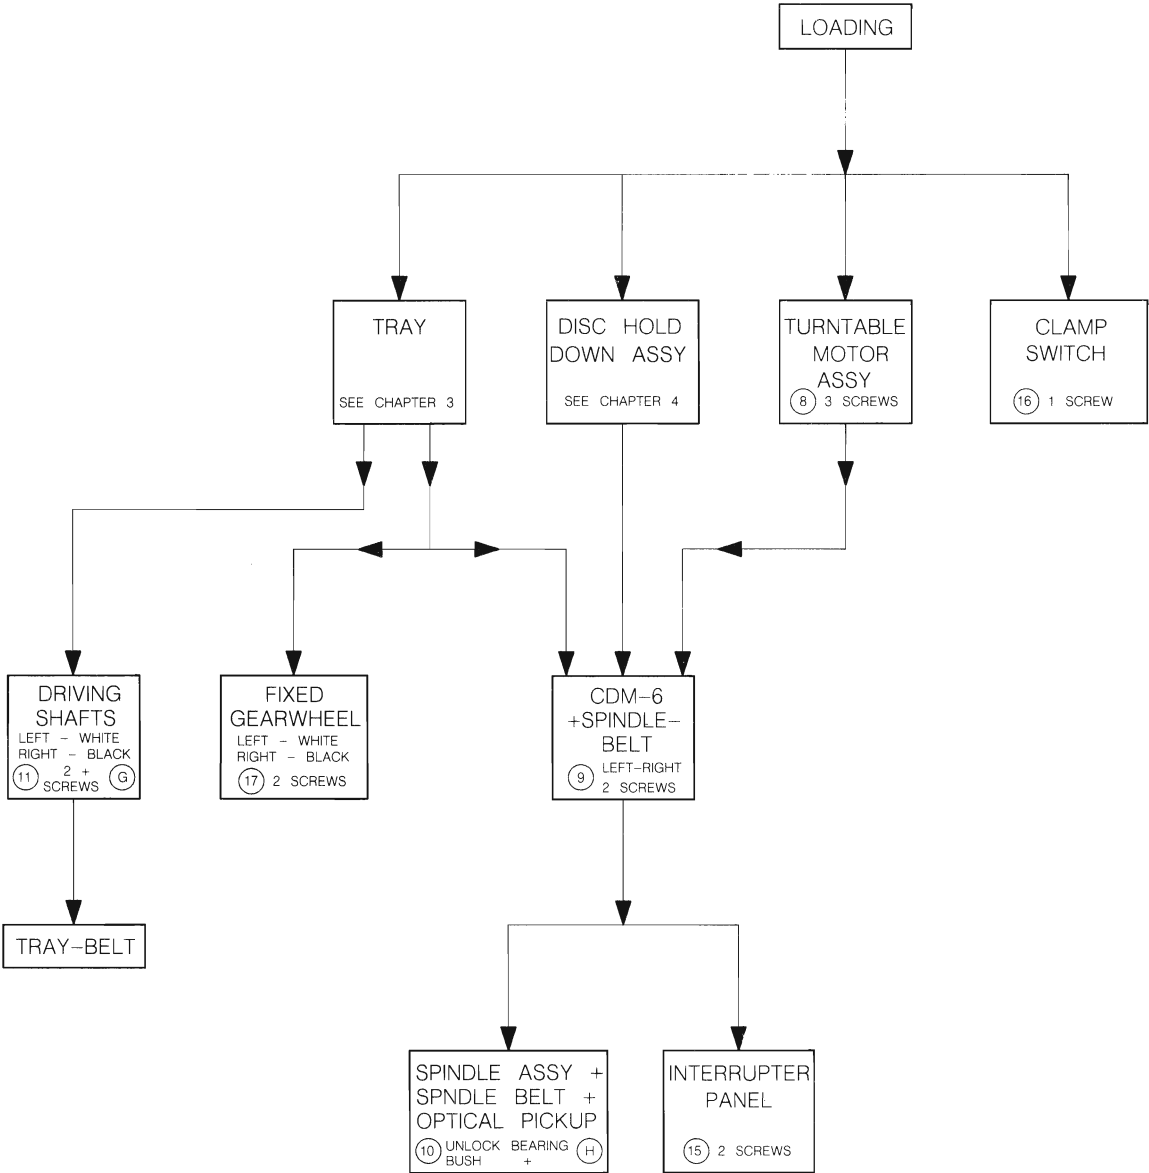 LOADING
TRAY
SEE CHAPTER 3
DISC HOLD
DOWN ASSY
SEE CHAPTER 4
TURNTABLE
MOTOR
ASSY
8 3 SCREWS
CLAMP
SWITCH
16 1 SCREW
DRIVING
SHAFTS
LEFT - WHITE
RIGHT - BLACK
11 2 + G
SCREWS
FIXED
GEARWHEEL
LEFT - WHITE
RIGHT - BLACK
17 2 SCREWS
CDM-6
+SPINDLE-
BELT
9 LEFT-RIGHT
2 SCREWS
TRAY-BELT
SPINDLE ASSY +
SPNDLE BELT +
OPTICAL PICKUP
10 UNLOCK BEARING H
BUSH +
INTERRUPTER
PANEL
15 2 SCREWS